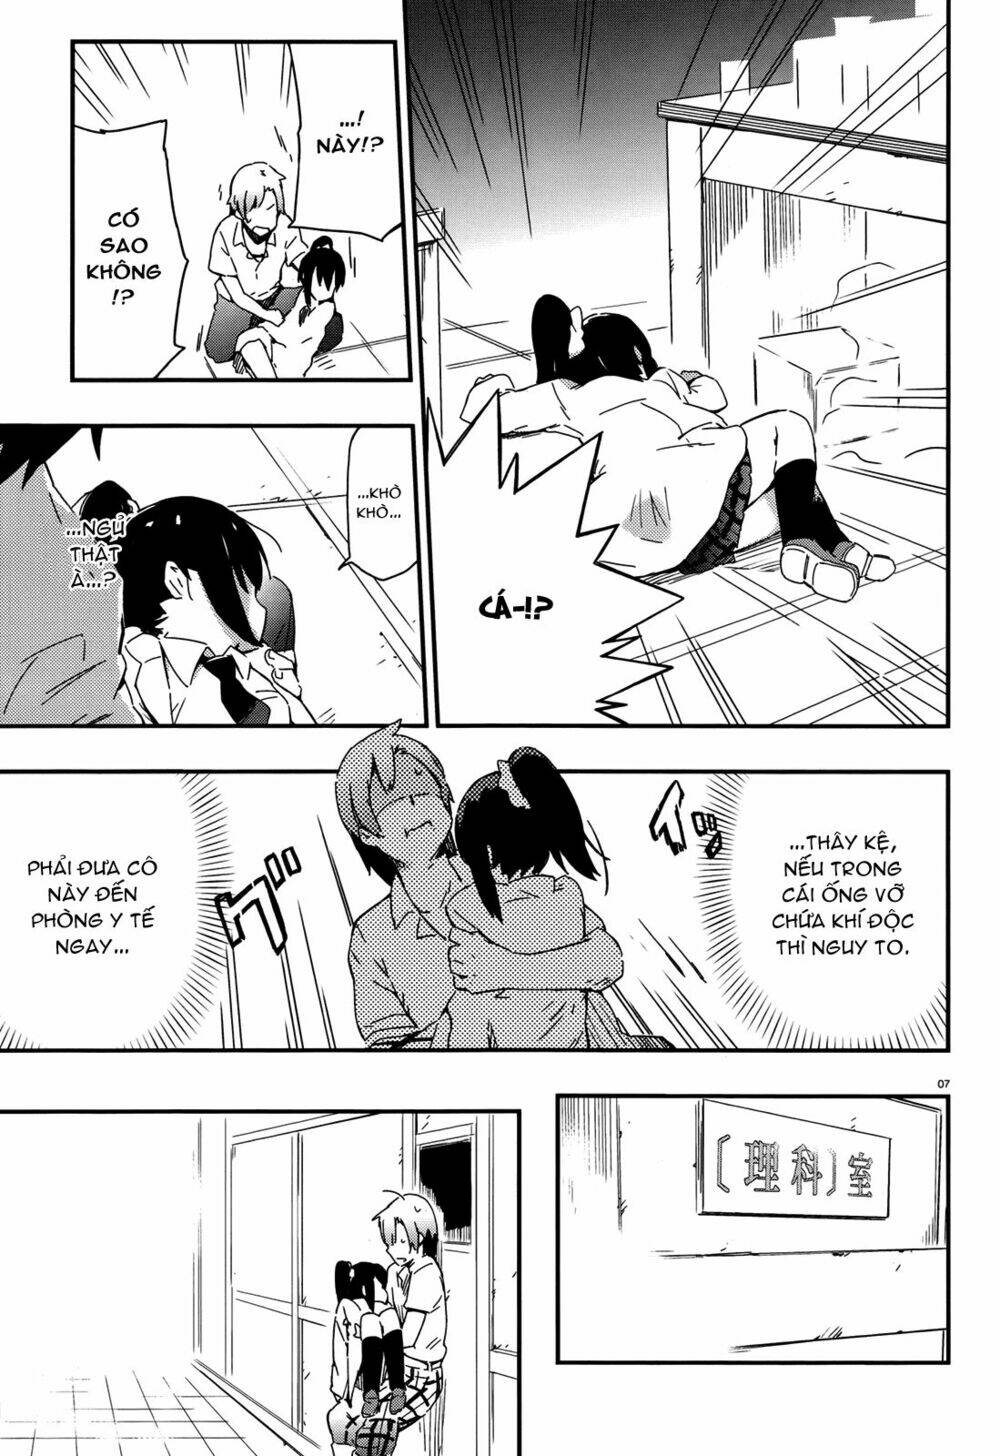 CÁ-!?
...!
NÀY!?
CÓ
SAO
KHÔNG
!?
...KHÒ
KHÒ...
...NGỦ
THẬT
À...?
...THÂY KỆ,
NẾU TRONG
CÁI ỐNG VỠ
CHỨA KHÍ ĐỘC
THÌ NGUY TO.
PHẢI ĐƯA CÔ
NÀY ĐẾN
PHÒNG Y TẾ
NGAY...
07
〔理科〕室